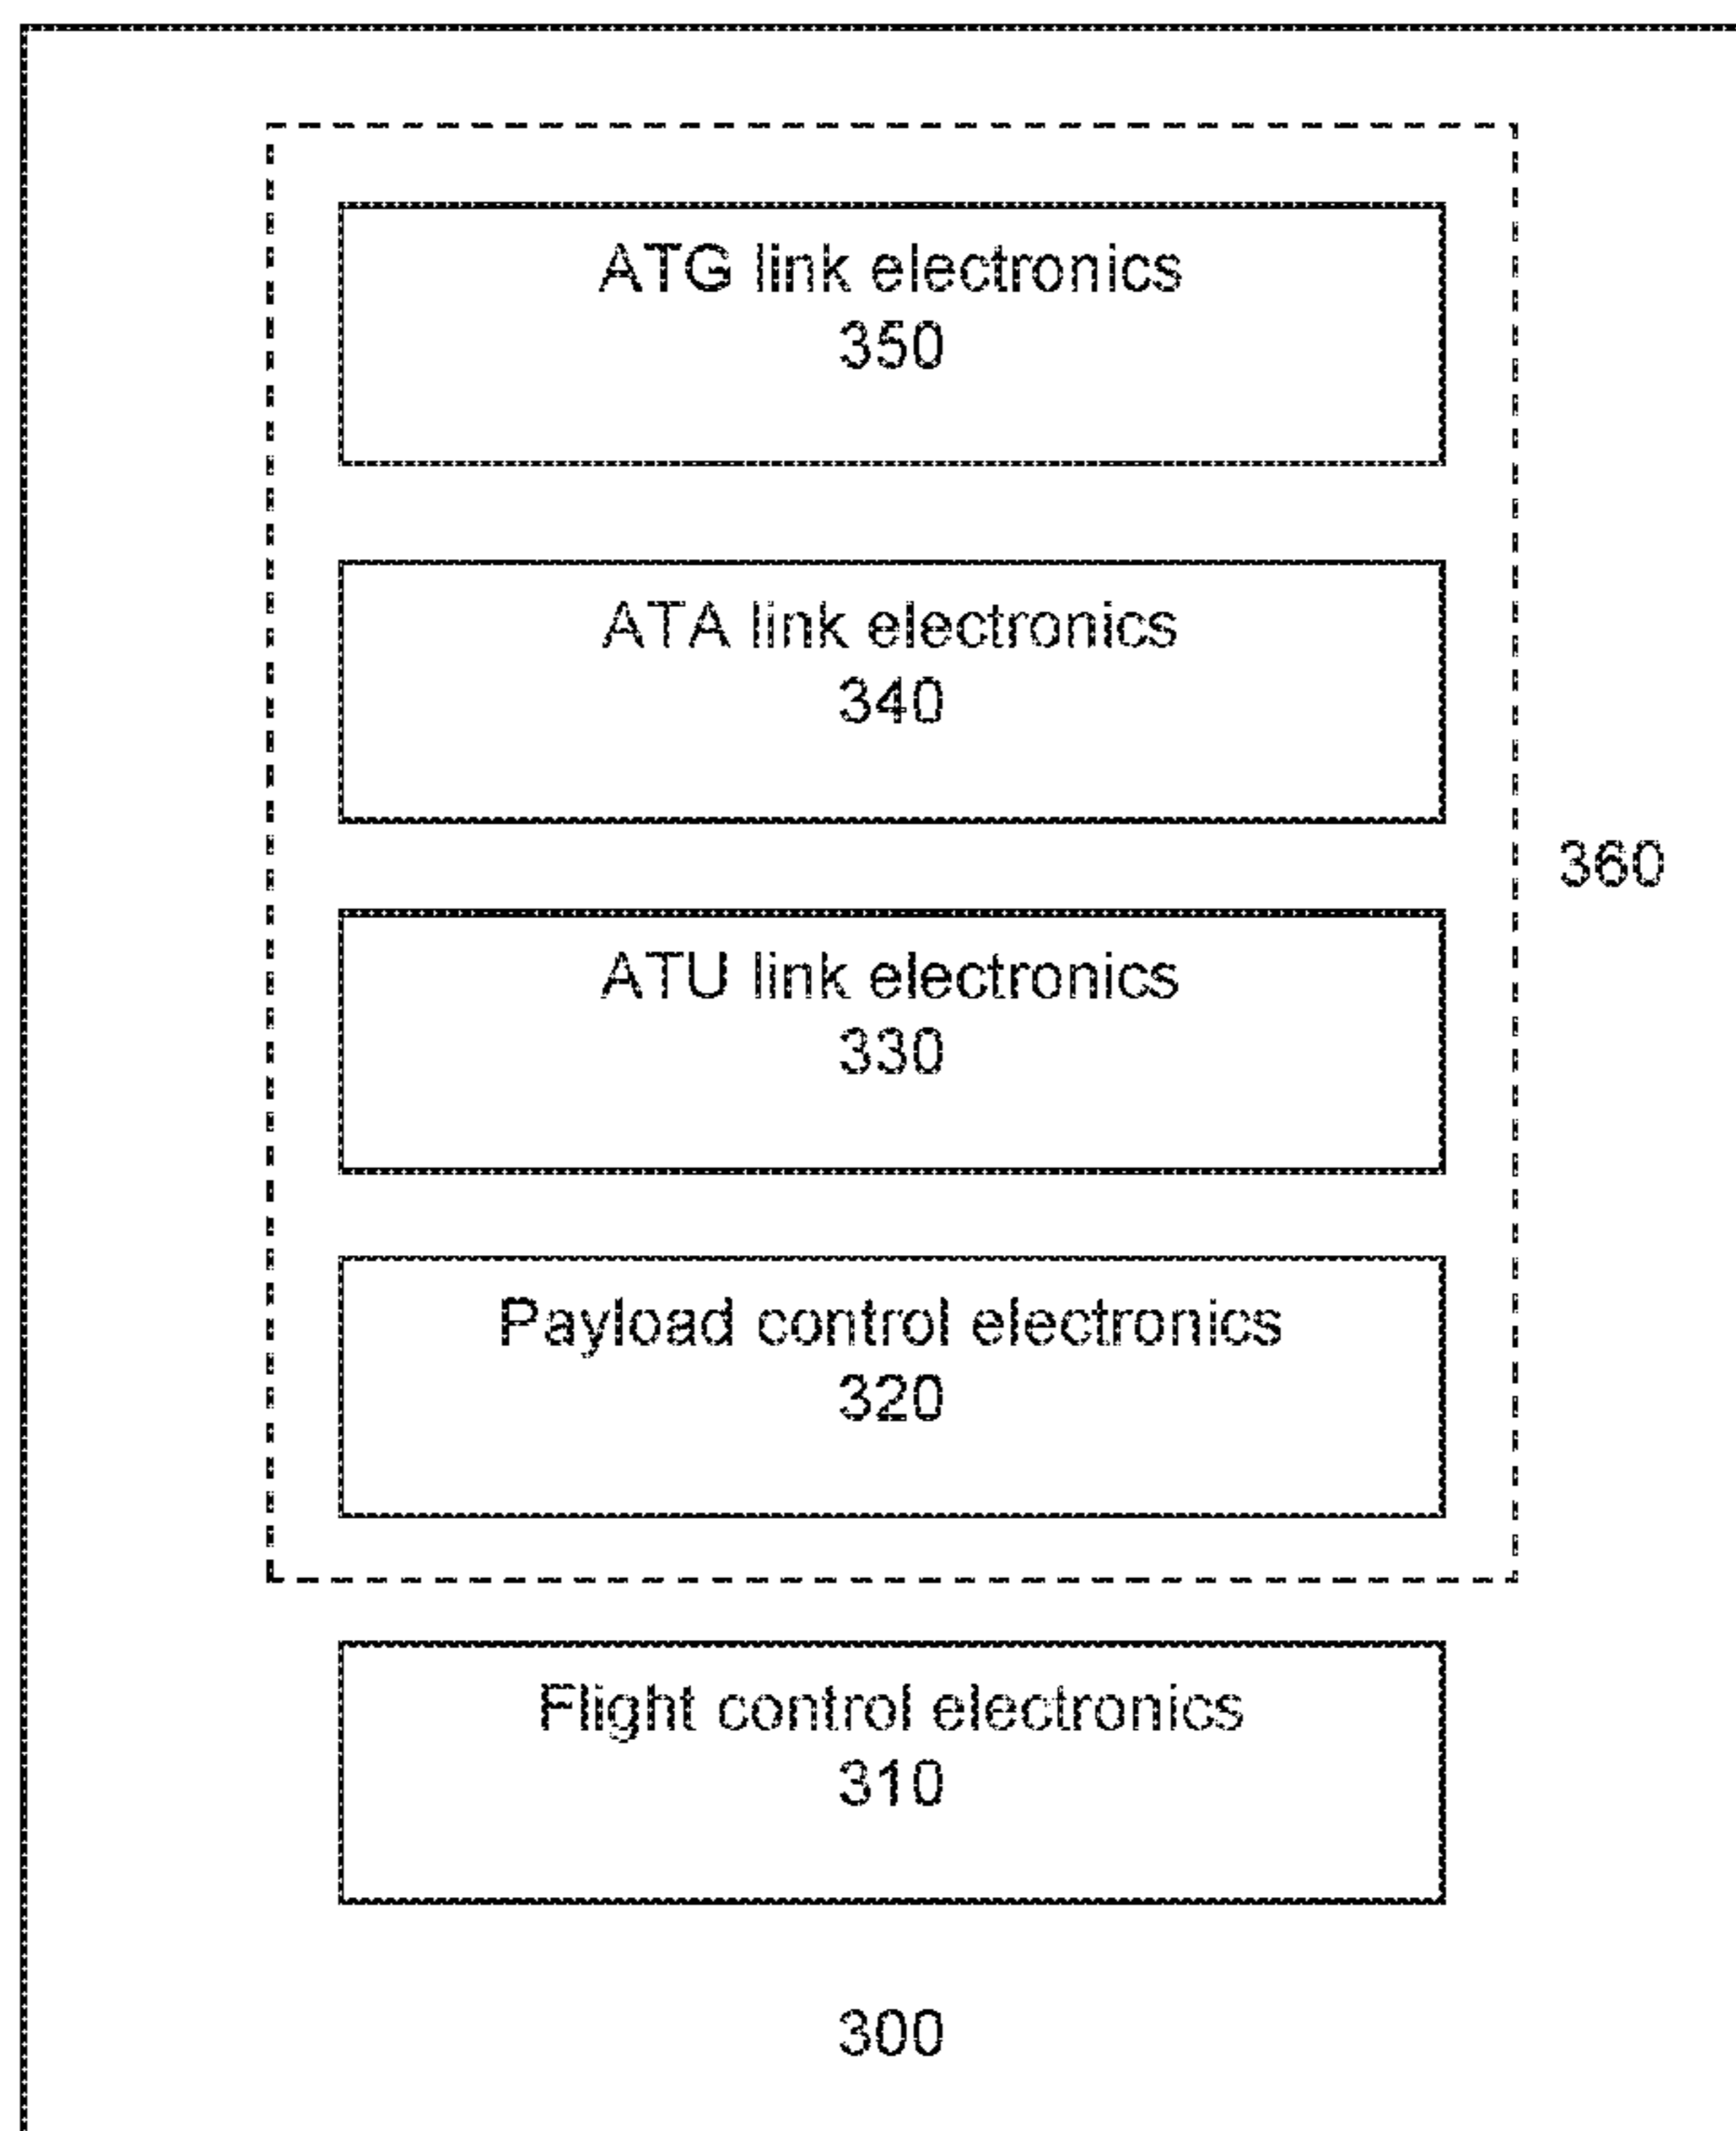 ATG link electronics
350
ATA link electronics
340
360
ATU link electronics
330
Payload control electronics
320
Flight control electronics
310
300